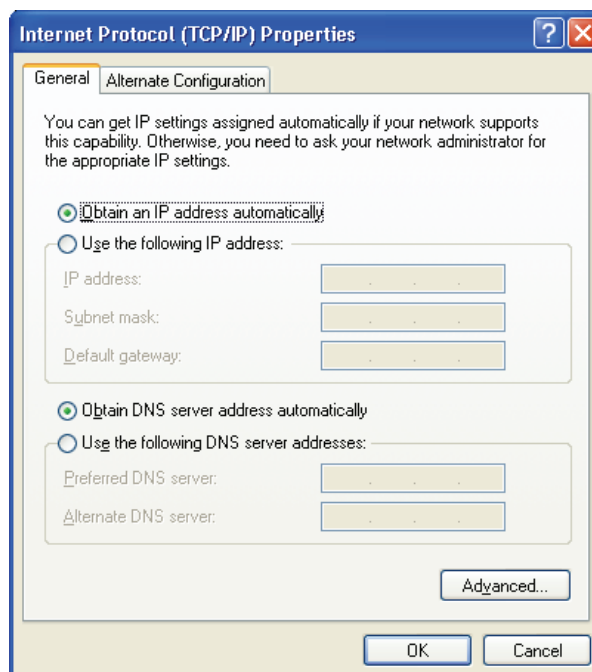 Internet Protocol (TCP/IP) Properties
General
Alternate Configuration
You can get IP settings assigned automatically if your network supports
this capability. Otherwise, you need to ask your network administrator for
the appropriate IP settings.
Obtain an IP address automatically
Use the following IP address:
IP address:
Subnet mask:
Default gateway:
Obtain DNS server address automatically
Use the following DNS server addresses:
Preferred DNS server:
Alternate DNS server:
Advanced...
OK
Cancel